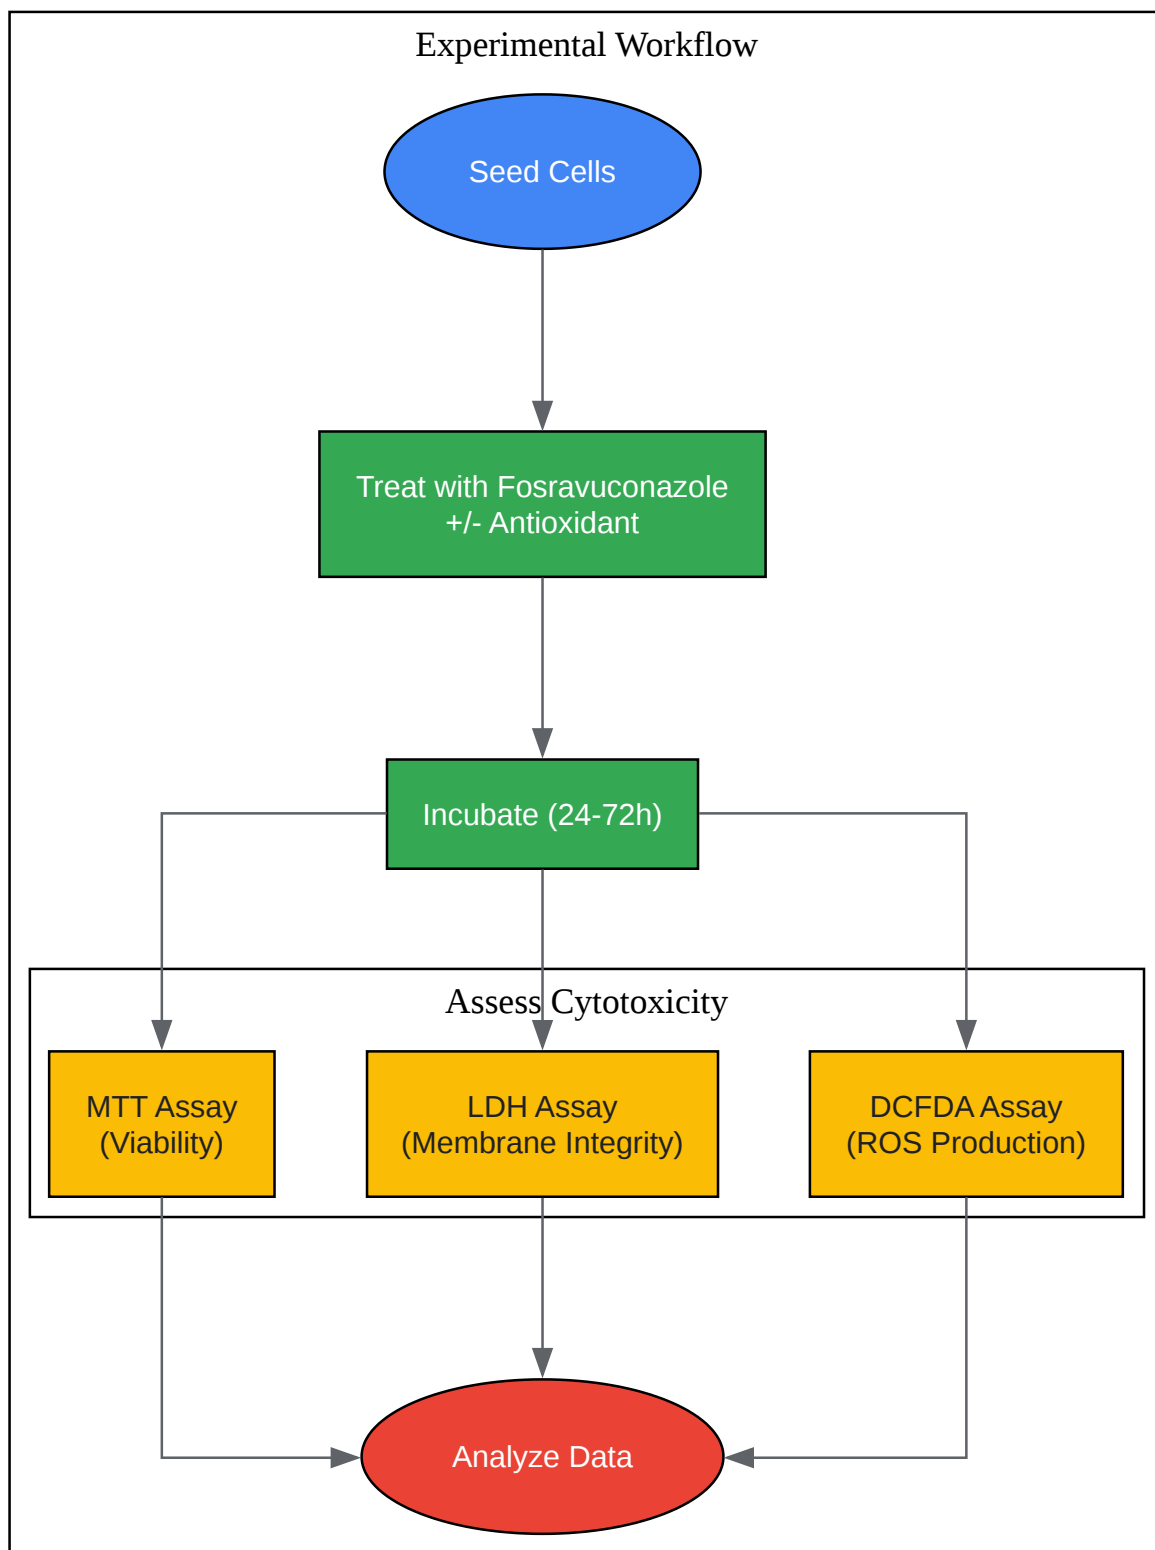 Experimental Workflow
Seed Cells
Treat with Fosravuconazole
+/- Antioxidant
Incubate (24-72h)
Assess Cytotoxicity
MTT Assay
(Viability)
LDH Assay
(Membrane Integrity)
DCFDA Assay
(ROS Production)
Analyze Data